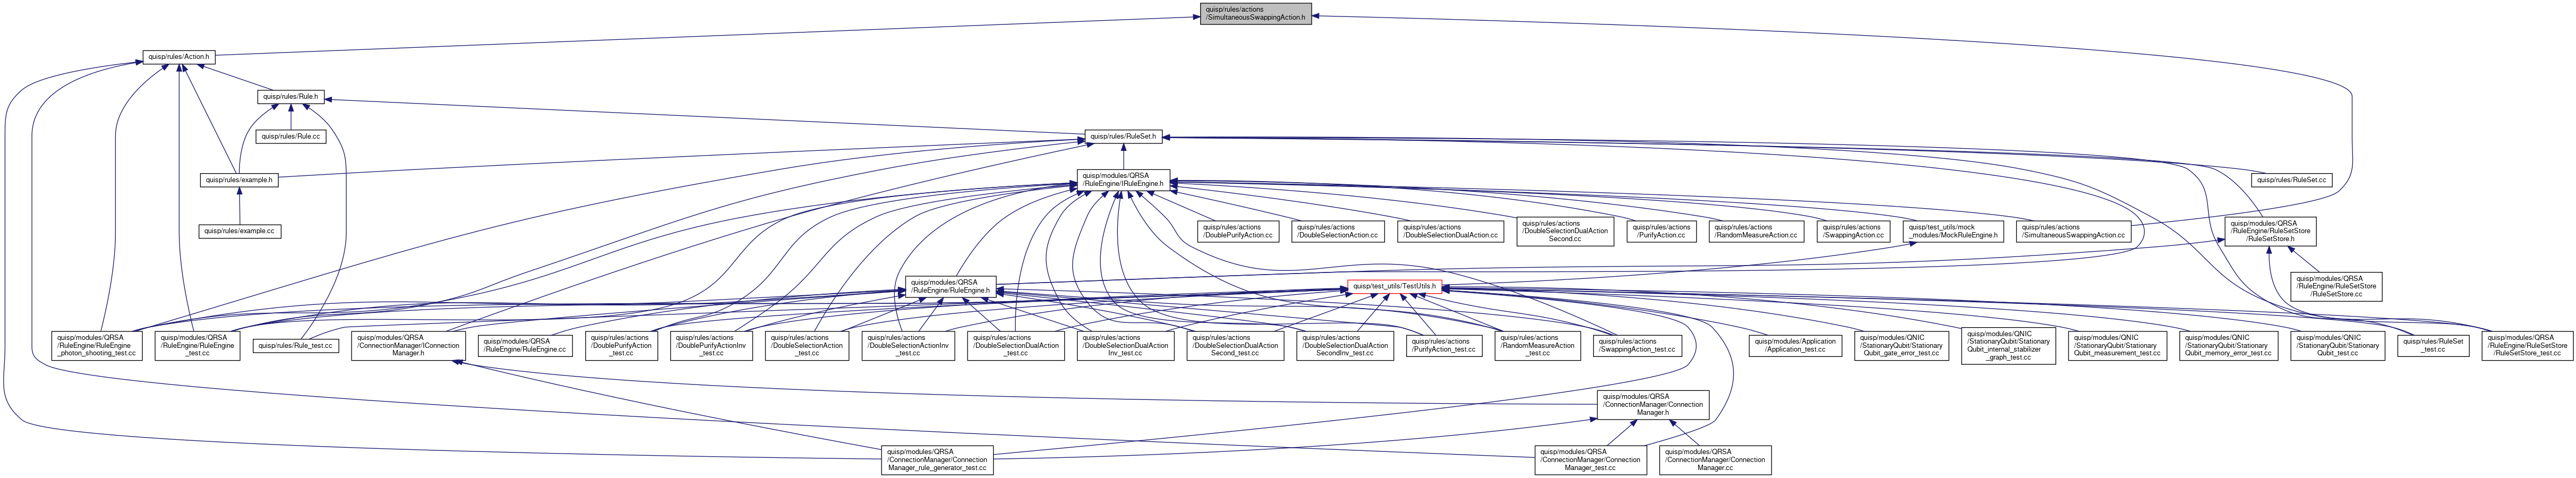 quisp/rules/actions
/SimultaneousSwappingAction.h
quisp/rules/Action.h
quisp/rules/Rule.h
quisp/rules/Rule.cc
quisp/rules/RuleSet.h
quisp/rules/example.h
quisp/modules/QRSA
/RuleEngine/IRuleEngine.h
quisp/rules/RuleSet.cc
quisp/rules/example.cc
quisp/rules/actions
/DoublePurifyAction.cc
quisp/rules/actions
/DoubleSelectionAction.cc
quisp/rules/actions
/DoubleSelectionDualAction.cc
quisp/rules/actions
/DoubleSelectionDualAction
Second.cc
quisp/rules/actions
/PurifyAction.cc
quisp/rules/actions
/RandomMeasureAction.cc
quisp/rules/actions
/SwappingAction.cc
quisp/test_utils/mock
_modules/MockRuleEngine.h
quisp/rules/actions
/SimultaneousSwappingAction.cc
quisp/modules/QRSA
/RuleEngine/RuleSetStore
/RuleSetStore.h
quisp/modules/QRSA
/RuleEngine/RuleEngine.h
quisp/test_utils/TestUtils.h
quisp/modules/QRSA
/RuleEngine/RuleSetStore
/RuleSetStore.cc
quisp/modules/QRSA
/RuleEngine/RuleEngine
_photon_shooting_test.cc
quisp/modules/QRSA
/RuleEngine/RuleEngine
_test.cc
quisp/rules/Rule_test.cc
quisp/modules/QRSA
/ConnectionManager/IConnection
Manager.h
quisp/modules/QRSA
/RuleEngine/RuleEngine.cc
quisp/rules/actions
/DoublePurifyAction
_test.cc
quisp/rules/actions
/DoublePurifyActionInv
_test.cc
quisp/rules/actions
/DoubleSelectionAction
_test.cc
quisp/rules/actions
/DoubleSelectionActionInv
_test.cc
quisp/rules/actions
/DoubleSelectionDualAction
_test.cc
quisp/rules/actions
/DoubleSelectionDualAction
Inv_test.cc
quisp/rules/actions
/DoubleSelectionDualAction
Second_test.cc
quisp/rules/actions
/DoubleSelectionDualAction
SecondInv_test.cc
quisp/rules/actions
/PurifyAction_test.cc
quisp/rules/actions
/RandomMeasureAction
_test.cc
quisp/rules/actions
/SwappingAction_test.cc
quisp/modules/Application
/Application_test.cc
quisp/modules/QNIC
/StationaryQubit/Stationary
Qubit_gate_error_test.cc
quisp/modules/QNIC
/StationaryQubit/Stationary
Qubit_internal_stabilizer
_graph_test.cc
quisp/modules/QNIC
/StationaryQubit/Stationary
Qubit_measurement_test.cc
quisp/modules/QNIC
/StationaryQubit/Stationary
Qubit_memory_error_test.cc
quisp/modules/QNIC
/StationaryQubit/Stationary
Qubit_test.cc
quisp/rules/RuleSet
_test.cc
quisp/modules/QRSA
/RuleEngine/RuleSetStore
/RuleSetStore_test.cc
quisp/modules/QRSA
/ConnectionManager/Connection
Manager.h
quisp/modules/QRSA
/ConnectionManager/Connection
Manager_rule_generator_test.cc
quisp/modules/QRSA
/ConnectionManager/Connection
Manager_test.cc
quisp/modules/QRSA
/ConnectionManager/Connection
Manager.cc